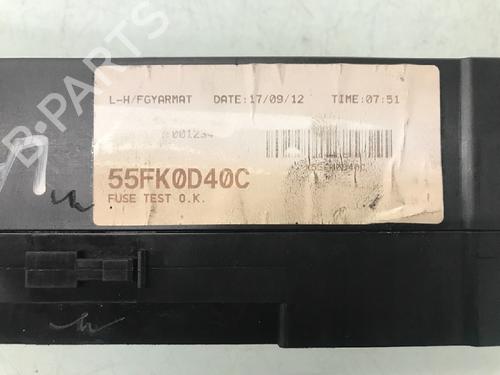 B-PARTS
L-H/FGYARMAT DATE:17/09/12 TIME:07:51
001234
55FK0D40C
FUSE TEST O.K.